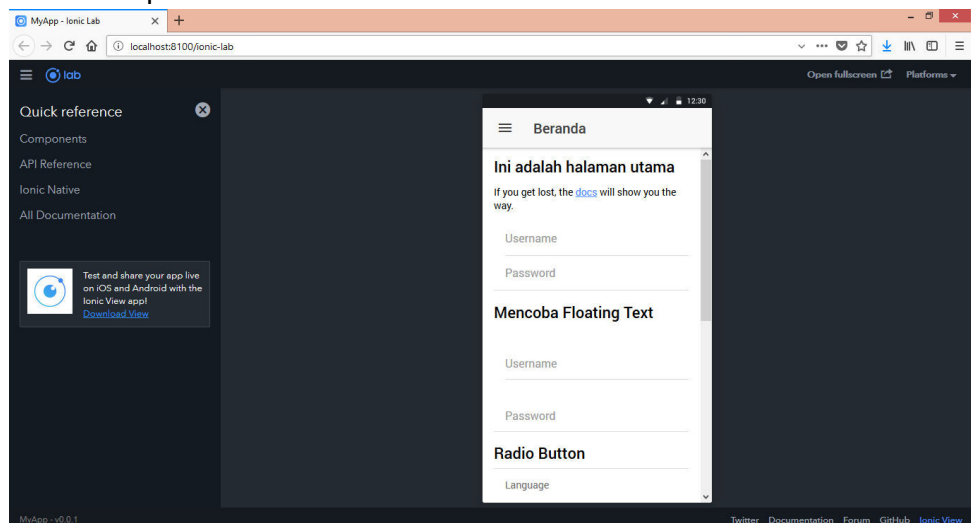 MyApp - Ionic Lab
localhost:8100/ionic-lab
lab
Open fullscreen
Platforms
Quick reference
Components
API Reference
Ionic Native
All Documentation
Test and share your app live
on iOS and Android with the
Ionic View app!
Download View
12:30
Beranda
Ini adalah halaman utama
If you get lost, the docs will show you the
way.
Username
Password
Mencoba Floating Text
Username
Password
Radio Button
Language
MyApp - v0.0.1
Twitter Documentation Forum GitHub Ionic View